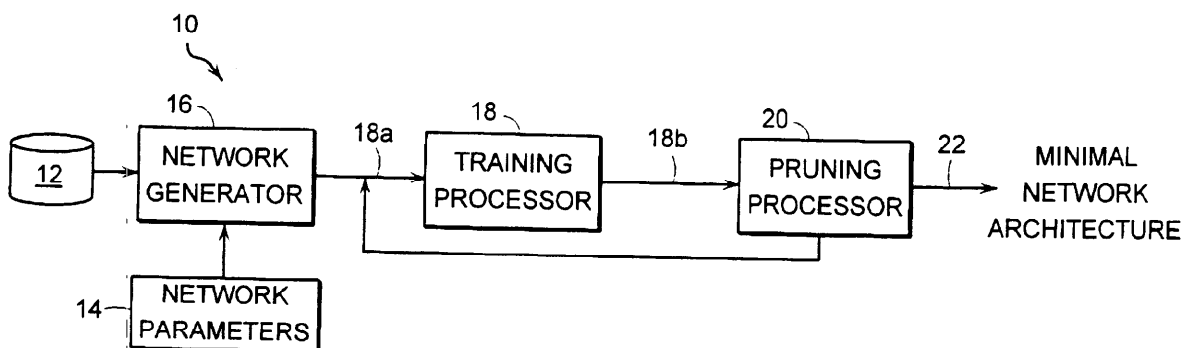 10
16
18a
18
18b
20
22
12
NETWORK
GENERATOR
TRAINING
PROCESSOR
PRUNING
PROCESSOR
MINIMAL
NETWORK
ARCHITECTURE
14
NETWORK
PARAMETERS